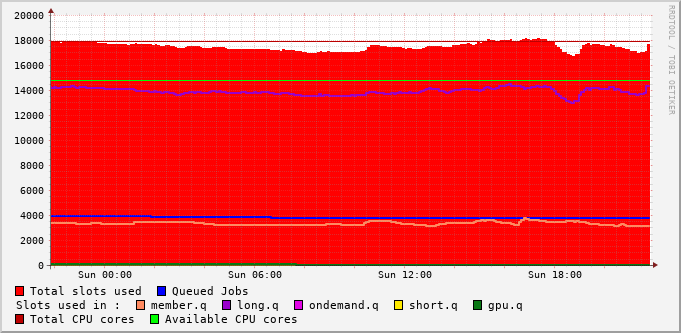 20000
18000
16000
14000
12000
10000
8000
6000
4000
2000
0
Sun 00:00 Sun 06:00 Sun 12:00 Sun 18:00
RRDTOOL / TOBI OETIKER
Total slots used Queued Jobs
Slots used in : member.q long.q ondemand.q short.q gpu.q
Total CPU cores Available CPU cores